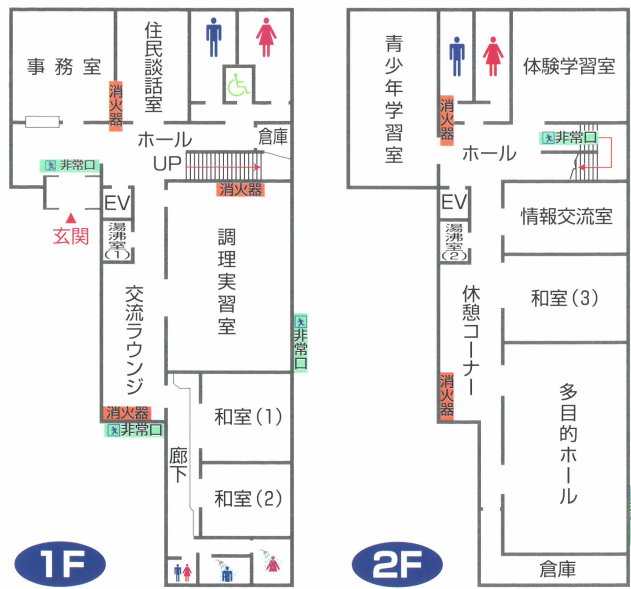 事務室
住民談話室
消火器
ホール
倉庫
UP
非常口
消火器
玄関
EV
湯沸室(1)
調理実習室
交流ラウンジ
非常口
消火器
非常口
和室(1)
廊下
和室(2)
1F
青少年学習室
体験学習室
消火器
非常口
ホール
EV
情報交流室
湯沸室(2)
休憩コーナー
和室(3)
消火器
多目的ホール
倉庫
2F